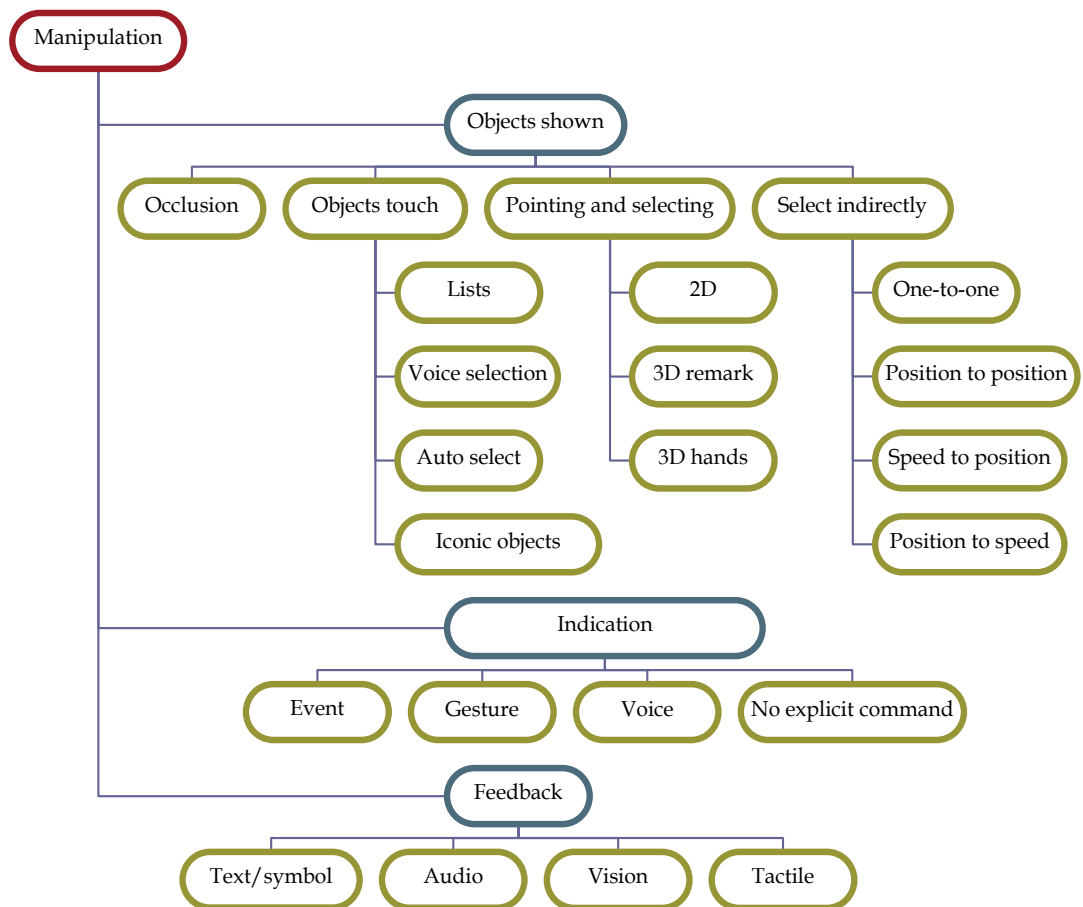 Manipulation
Objects shown
Occlusion
Objects touch
Pointing and selecting
Select indirectly
Lists
2D
One-to-one
Voice selection
3D remark
Position to position
Auto select
3D hands
Speed to position
Iconic objects
Position to speed
Indication
Event
Gesture
Voice
No explicit command
Feedback
Text/symbol
Audio
Vision
Tactile